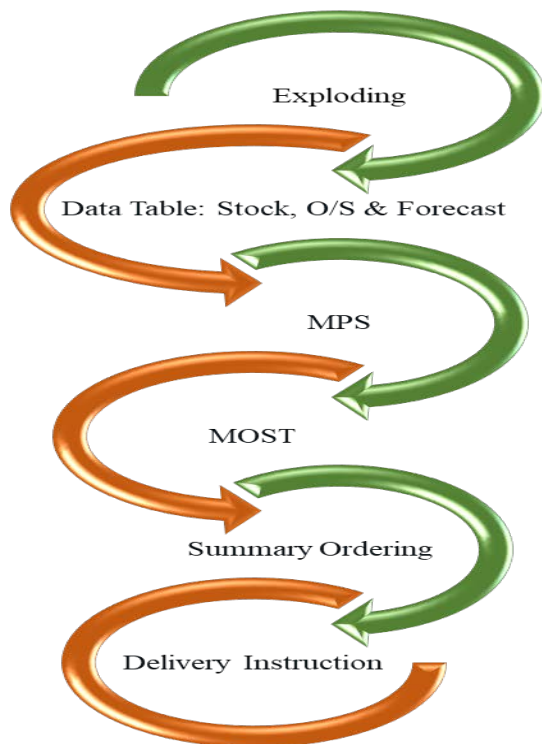 Exploding
Data Table: Stock, O/S & Forecast
MPS
MOST
Summary Ordering
Delivery Instruction